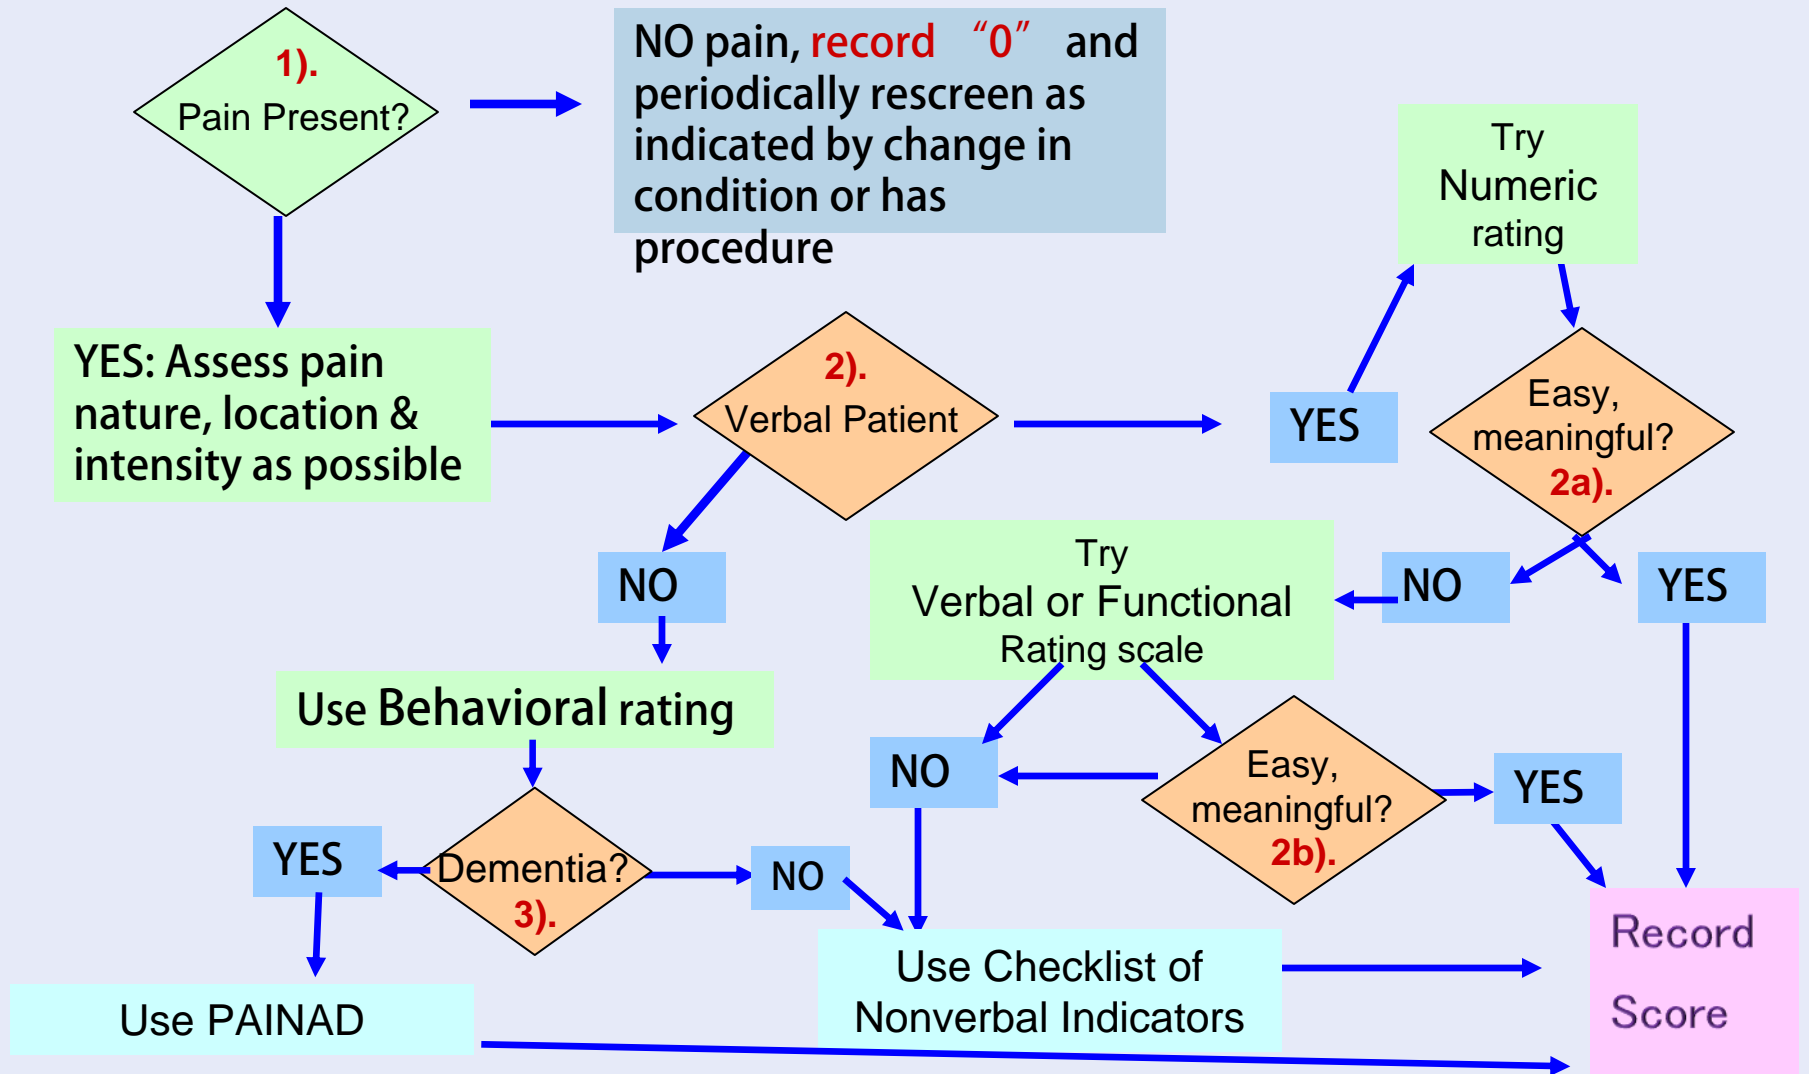 1).
Pain Present?
NO pain, record “0” and
periodically rescreen as
indicated by change in
condition or has
procedure
Try
Numeric
rating
YES: Assess pain
nature, location &
intensity as possible
2).
Verbal Patient
YES
Easy,
meaningful?
2a).
NO
Try
Verbal or Functional
Rating scale
NO
YES
Use Behavioral rating
NO
Easy,
meaningful?
2b).
YES
YES
Dementia?
3).
NO
Use PAINAD
Use Checklist of
Nonverbal Indicators
Record
Score